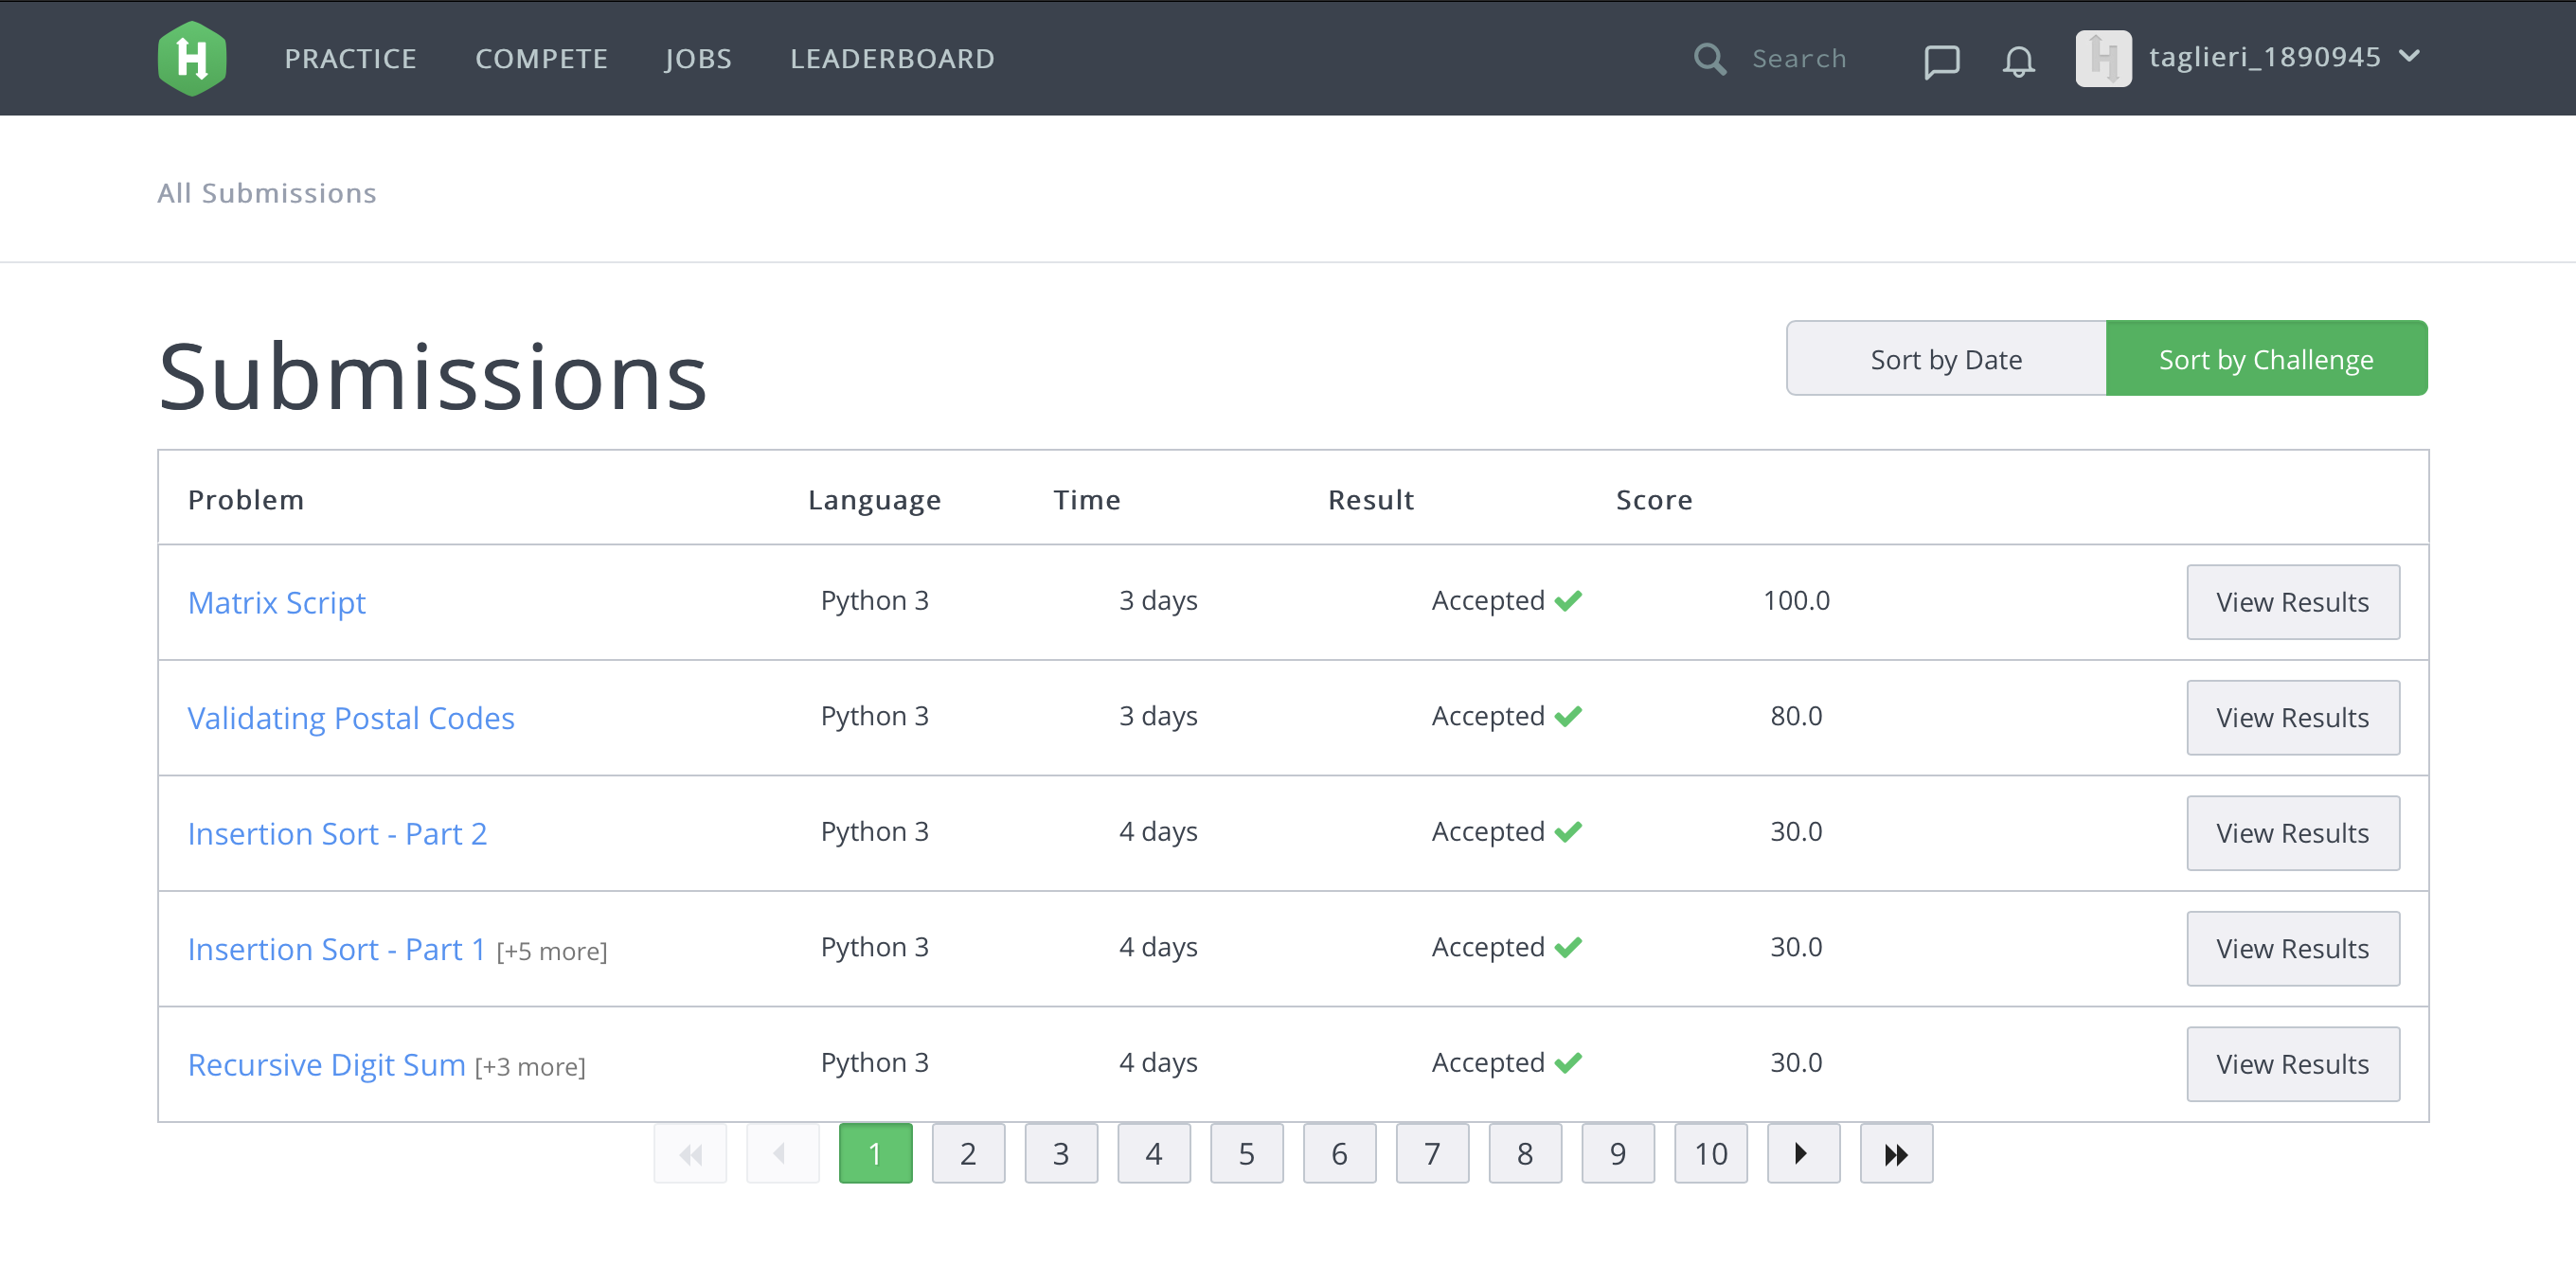 H PRACTICE COMPETE JOBS LEADERBOARD Search H taglieri_1890945
All Submissions
Submissions
Sort by Date Sort by Challenge
Problem Language Time Result Score
Matrix Script Python 3 3 days Accepted 100.0 View Results
Validating Postal Codes Python 3 3 days Accepted 80.0 View Results
Insertion Sort - Part 2 Python 3 4 days Accepted 30.0 View Results
Insertion Sort - Part 1 [+5 more] Python 3 4 days Accepted 30.0 View Results
Recursive Digit Sum [+3 more] Python 3 4 days Accepted 30.0 View Results
1 2 3 4 5 6 7 8 9 10